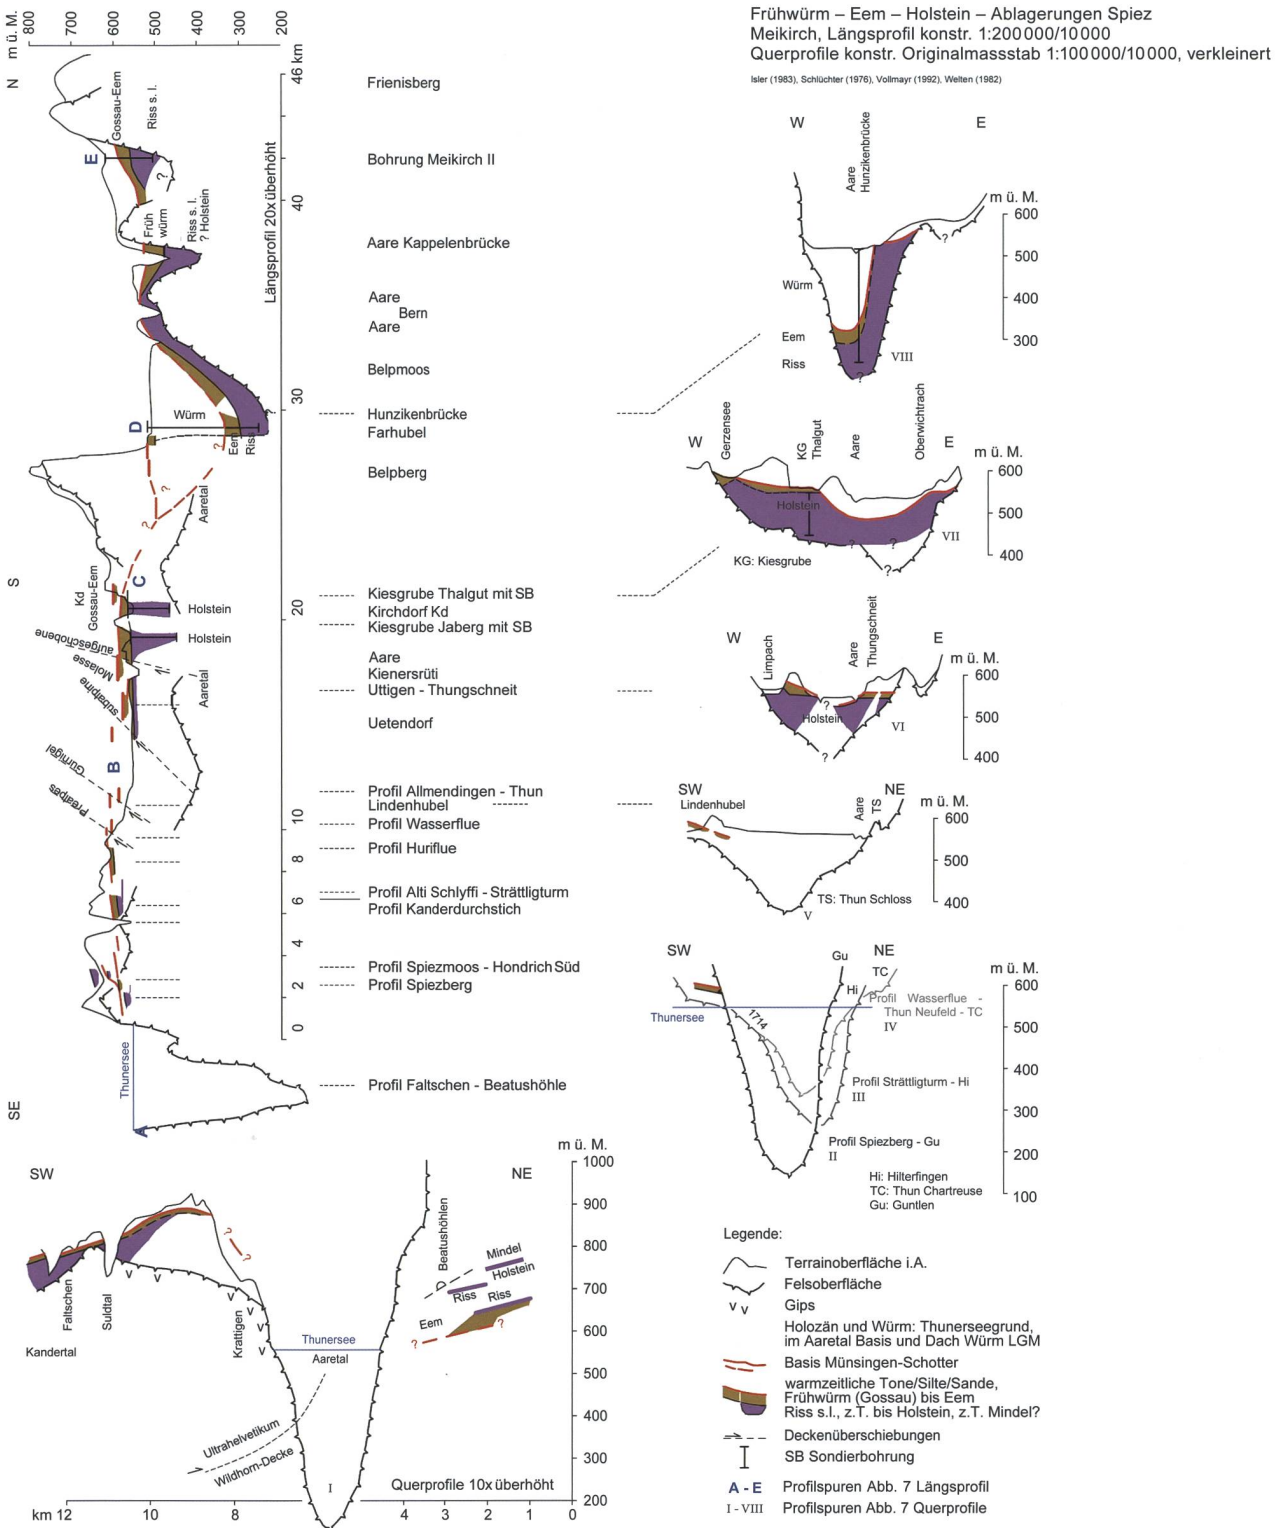 Frühwürm – Eem – Holstein – Ablagerungen Spiez
Meikirch, Längsprofil konstr. 1:200 000/10 000
Querprofile konstr. Originalmassstab 1:100 000/10 000, verkleinert
Isler (1983), Schlüchter (1976), Vollmayr (1992), Welten (1982)
m ü. M.
800
700
600
500
400
300
200
N
S
SE
46 km
40
30
20
10
8
6
4
2
0
Längsprofil 20x überhöht
Gossau-Eem
Riss s. l.
E
?
Früh
würm
Riss s. l.
? Holstein
?
D
Würm
Eem
Riss
?
?
?
Aaretal
C
Kd
Gossau-Eem
Holstein
Holstein
aufgeschobene
Molasse
subalpine
Aaretal
Gurnigel
B
Préalpes
Thunersee
A
Frienisberg
Bohrung Meikirch II
Aare Kappelenbrücke
Aare
Bern
Aare
Belpmoos
Hunzikenbrücke
Farhubel
Belpberg
Kiesgrube Thalgut mit SB
Kirchdorf Kd
Kiesgrube Jaberg mit SB
Aare
Kienersrüti
Uttigen - Thungschneit
Uetendorf
Profil Allmendingen - Thun
Lindenhubel
Profil Wasserflue
Profil Huriflue
Profil Alti Schlyffi - Strättligturm
Profil Kanderdurchstich
Profil Spiezmoos - Hondrich Süd
Profil Spiezberg
Profil Faltschen - Beatushöhle
W
E
Aare
Hunzikenbrücke
m ü. M.
600
500
400
300
Würm
Eem
Riss
?
?
VIII
W
E
Gerzensee
KG
Thalgut
Aare
Oberwichtrach
m ü. M.
600
500
400
Holstein
?
?
?
VII
KG: Kiesgrube
W
E
Limpach
Aare
Thungschneit
m ü. M.
600
500
400
?
Holstein
?
VI
SW
NE
Lindenhubel
Aare
TS
m ü. M.
600
500
400
TS: Thun Schloss
V
SW
NE
Gu
Hi
TC
m ü. M.
600
500
400
300
200
100
Thunersee
1714
Profil Wasserflue -
Thun Neufeld - TC
IV
Profil Strättligturm - Hi
III
Profil Spiezberg - Gu
II
Hi: Hilterfingen
TC: Thun Chartreuse
Gu: Guntlen
SW
NE
m ü. M.
1000
900
800
700
600
500
400
300
200
Faltschen
Suldtal
Kandertal
Krattigen
?
?
V V V V V V
Thunersee
Aaretal
Beatushöhlen
Mindel
Holstein
Riss
Riss
Eem
?
?
Ultrahelvetikum
Wildhorn-Decke
I
Querprofile 10x überhöht
km 12
10
8
4
2
1
0
Legende:
Terrainoberfläche i.A.
Felsoberfläche
V V Gips
Holozän und Würm: Thunerseegrund,
im Aaretal Basis und Dach Würm LGM
Basis Münsingen-Schotter
warmzeitliche Tone/Silte/Sande,
Frühwürm (Gossau) bis Eem
Riss s.l., z.T. bis Holstein, z.T. Mindel?
Deckenüberschiebungen
SB Sondierbohrung
A - E Profilspuren Abb. 7 Längsprofil
I - VIII Profilspuren Abb. 7 Querprofile